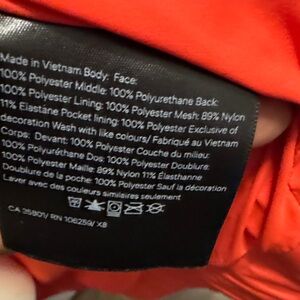 Made in Vietnam Body: Face:
100% Polyester Middle: 100% Polyurethane Back:
100% Polyester Lining: 100% Polyester Mesh: 89% Nylon
11% Elastane Pocket lining: 100% Polyester Exclusive of
decoration Wash with like colours/ Fabriqué au Vietnam
Corps: Devant: 100% Polyester Couche du milieu:
100% Polyuréthane Dos: 100% Polyester Doublure:
100% Polyester Maille: 89% Nylon 11% Élasthanne
Doublure de la poche: 100% Polyester Sauf la décoration
Laver avec des couleurs similaires seulement
CA 35901/ RN 106259/ X8